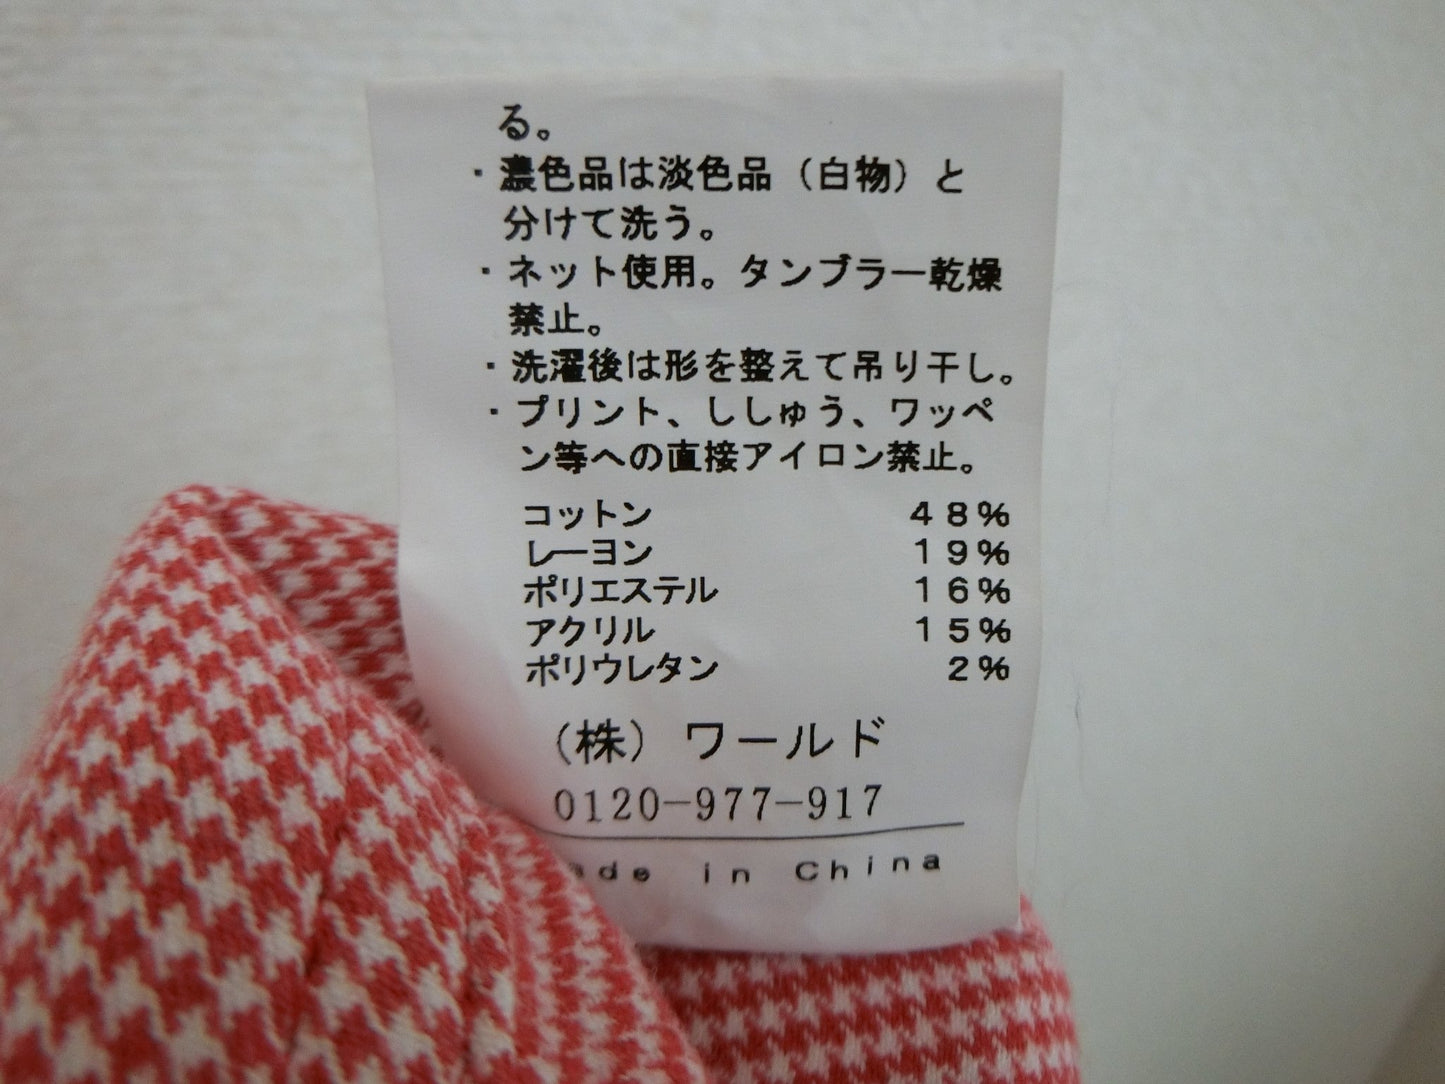 る。
・濃色品は淡色品（白物）と
分けて洗う。
・ネット使用。タンブラー乾燥
禁止。
・洗濯後は形を整えて吊り干し。
・プリント、ししゅう、ワッペ
ン等への直接アイロン禁止。
コットン 48%
レーヨン 19%
ポリエステル 16%
アクリル 15%
ポリウレタン 2%
（株）ワールド
0120-977-917
ade in China